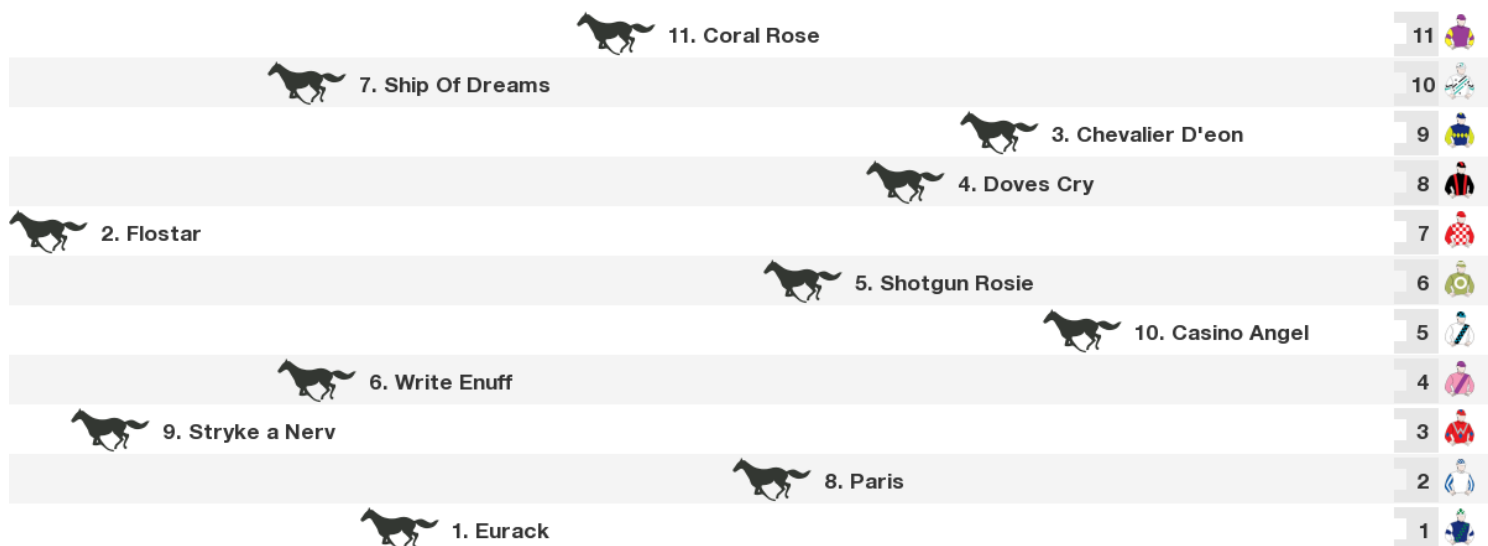 11. Coral Rose 11
7. Ship Of Dreams 10
3. Chevalier D'eon 9
4. Doves Cry 8
2. Flostar 7
5. Shotgun Rosie 6
10. Casino Angel 5
6. Write Enuff 4
9. Stryke a Nerv 3
8. Paris 2
1. Eurack 1